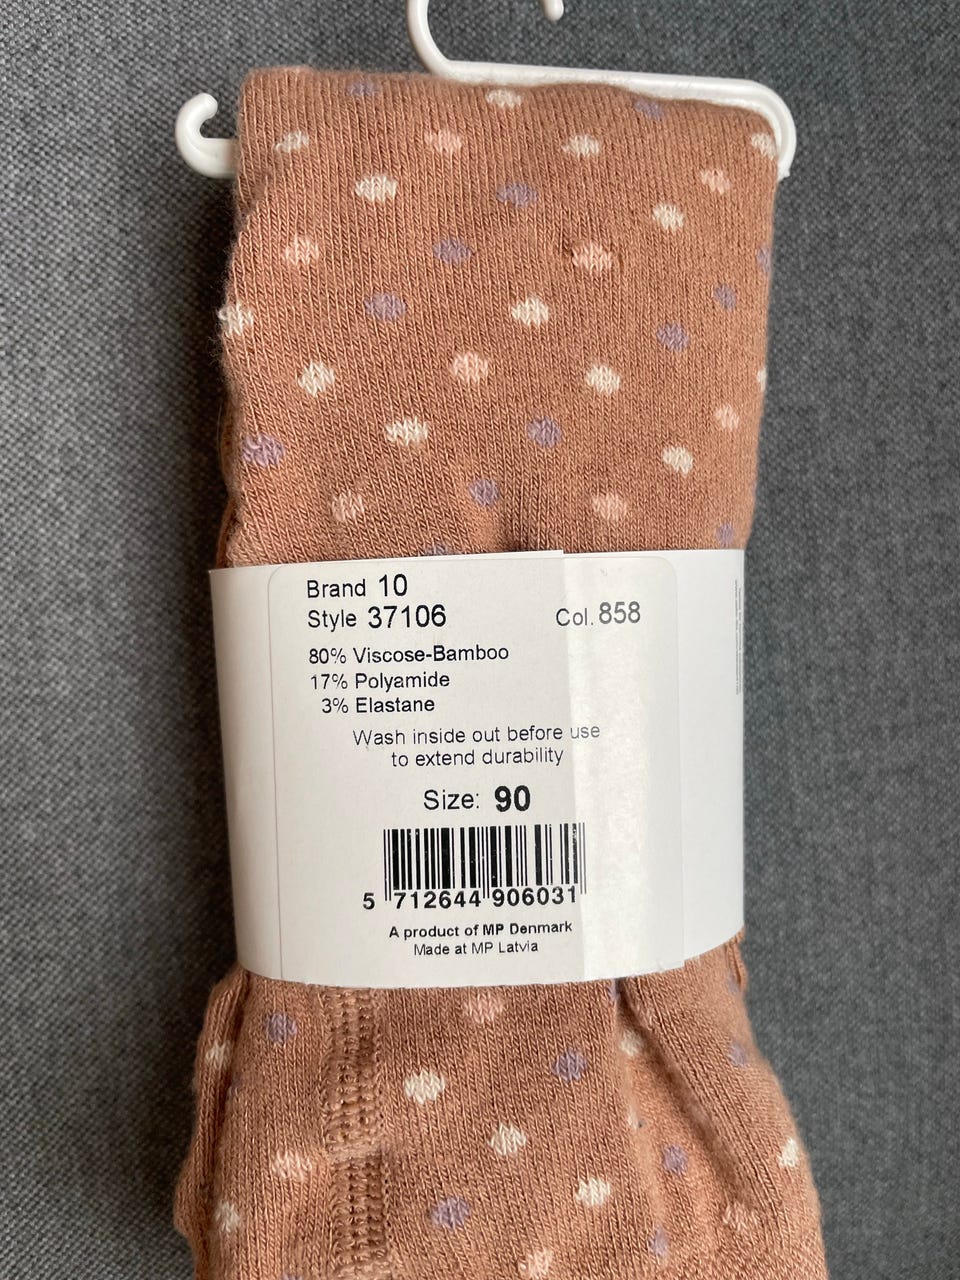 Brand 10
Style 37106 Col. 858
80% Viscose-Bamboo
17% Polyamide
3% Elastane
Wash inside out before use
to extend durability
Size: 90
5 712644 906031
A product of MP Denmark
Made at MP Latvia